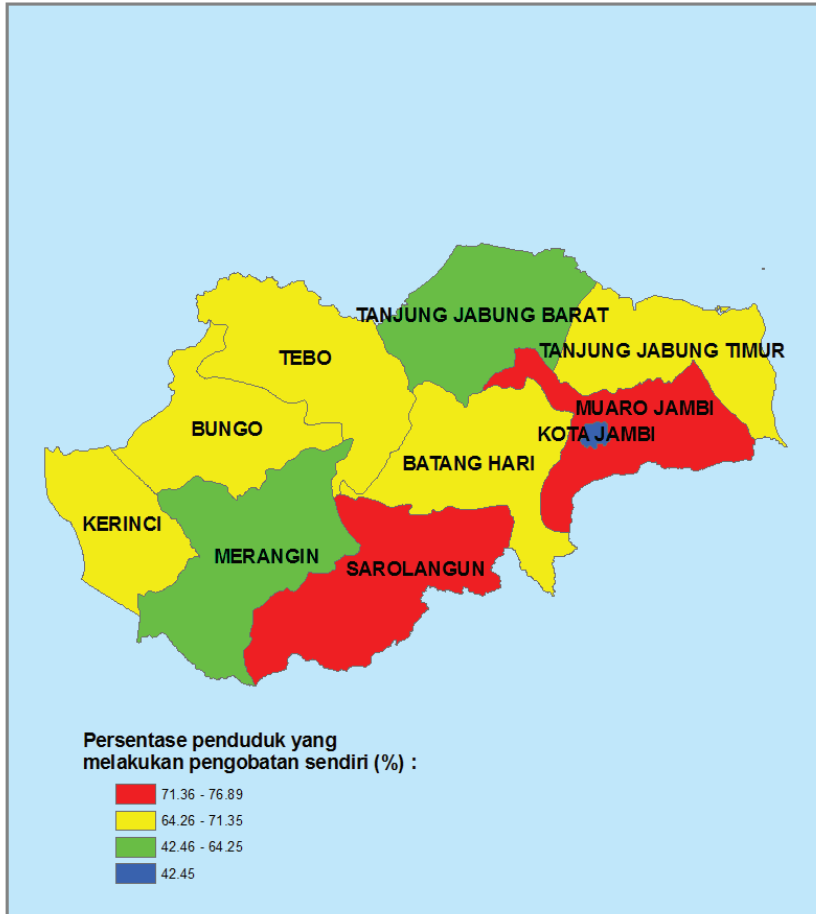 TANJUNG JABUNG BARAT
TANJUNG JABUNG TIMUR
TEBO
MUARO JAMBI
BUNGO
KOTA JAMBI
BATANG HARI
KERINCI
MERANGIN
SAROLANGUN
Persentase penduduk yang
melakukan pengobatan sendiri (%) :
71.36 - 76.89
64.26 - 71.35
42.46 - 64.25
42.45